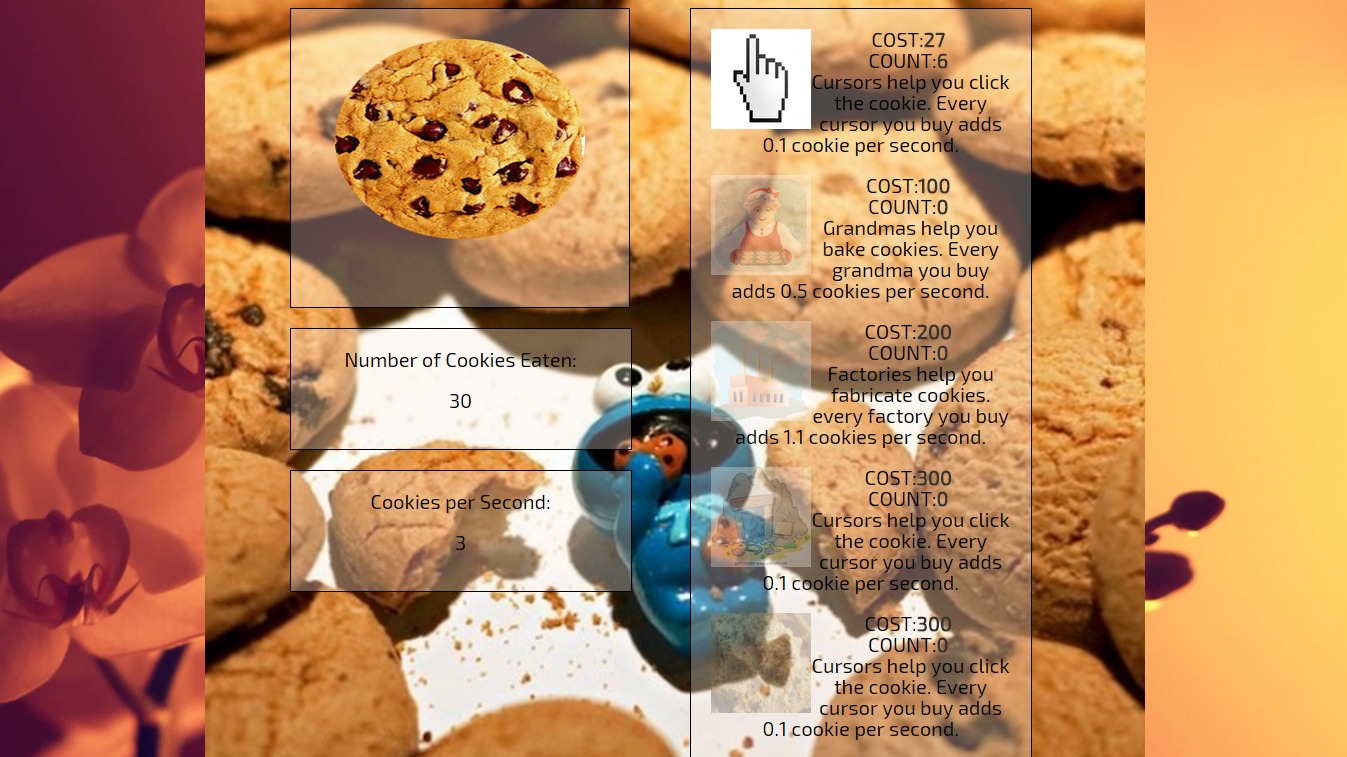 Number of Cookies Eaten:
30
Cookies per Second:
3
COST:27
COUNT:6
Cursors help you click
the cookie. Every
cursor you buy adds
0.1 cookie per second.
COST:100
COUNT:0
Grandmas help you
bake cookies. Every
grandma you buy
adds 0.5 cookies per second.
COST:200
COUNT:0
Factories help you
fabricate cookies.
every factory you buy
adds 1.1 cookies per second.
COST:300
COUNT:0
Cursors help you click
the cookie. Every
cursor you buy adds
0.1 cookie per second.
COST:300
COUNT:0
Cursors help you click
the cookie. Every
cursor you buy adds
0.1 cookie per second.